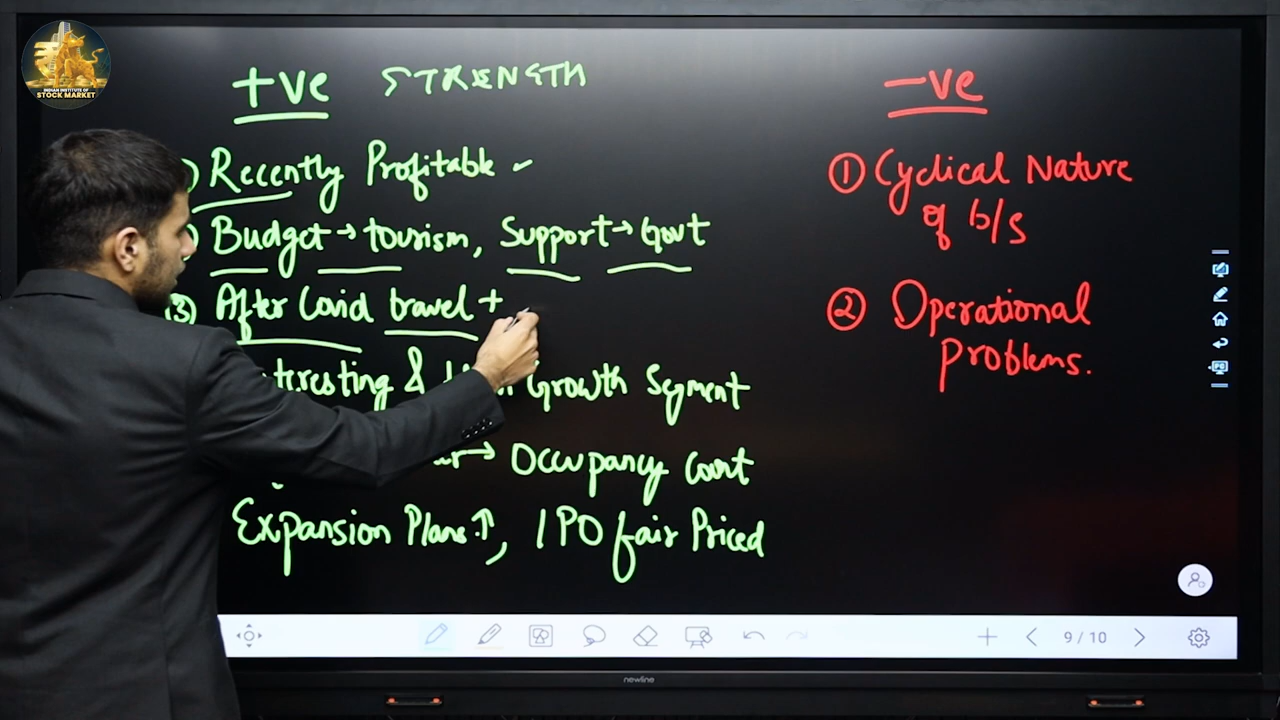 INDIAN INSTITUTE OF
STOCK MARKET
+ve STRENGTH
Recently Profitable ✓
Budget → tourism, Support → Govt
③ After Covid travel +
& Growth Segment
→ Occupancy Count
Expansion Plans ↑, IPO fair Priced
-ve
① Cyclical Nature
of b/s
② Operational
Problems.
9 / 10
newline